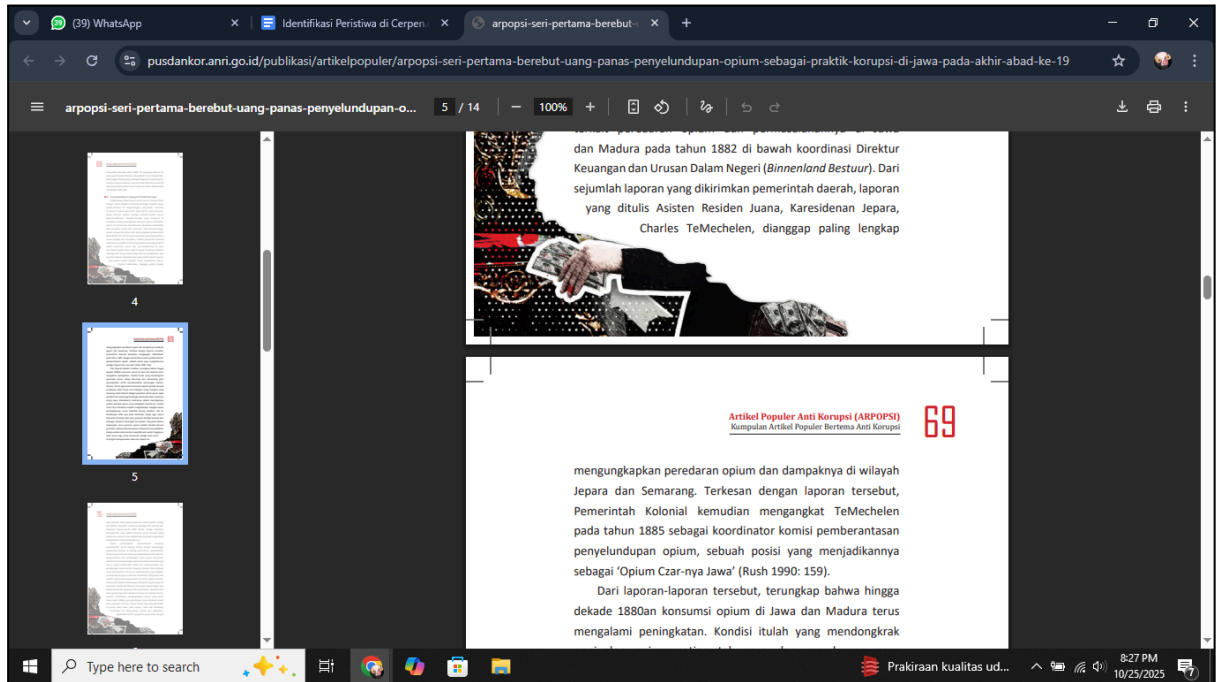 (39) WhatsApp
Identifikasi Peristiwa di Cerpen
arpopsi-seri-pertama-berebut-
pusdankor.anri.go.id/publikasi/artikelpopuler/arpopsi-seri-pertama-berebut-uang-panas-penyelundupan-opium-sebagai-praktik-korupsi-di-jawa-pada-akhir-abad-ke-19
arpopsi-seri-pertama-berebut-uang-panas-penyelundupan-o...
5 / 14
100%
4
5
dan Madura pada tahun 1882 di bawah koordinasi Direktur
Keuangan dan Urusan Dalam Negeri (Binnenland Bestuur). Dari
sejumlah laporan yang dikirimkan pemerintah daerah, laporan
yang ditulis Asisten Residen Juana, Karesidenan Jepara,
Charles TeMechelen, dianggap paling lengkap
Artikel Populer Anti Korupsi (ARPOPSI)
Kumpulan Artikel Populer Bertema Anti Korupsi
69
mengungkapkan peredaran opium dan dampaknya di wilayah
Jepara dan Semarang. Terkesan dengan laporan tersebut,
Pemerintah Kolonial kemudian mengangkat TeMechelen
pada tahun 1885 sebagai koordinator komisi pemberantasan
penyelundupan opium, sebuah posisi yang menjadikannya
sebagai ‘Opium Czar-nya Jawa’ (Rush 1990: 159).
Dari laporan-laporan tersebut, terungkap bahwa hingga
dekade 1880an konsumsi opium di Jawa dan Madura terus
mengalami peningkatan. Kondisi itulah yang mendongkrak
Type here to search
Prakiraan kualitas ud...
8:27 PM
10/25/2025
7